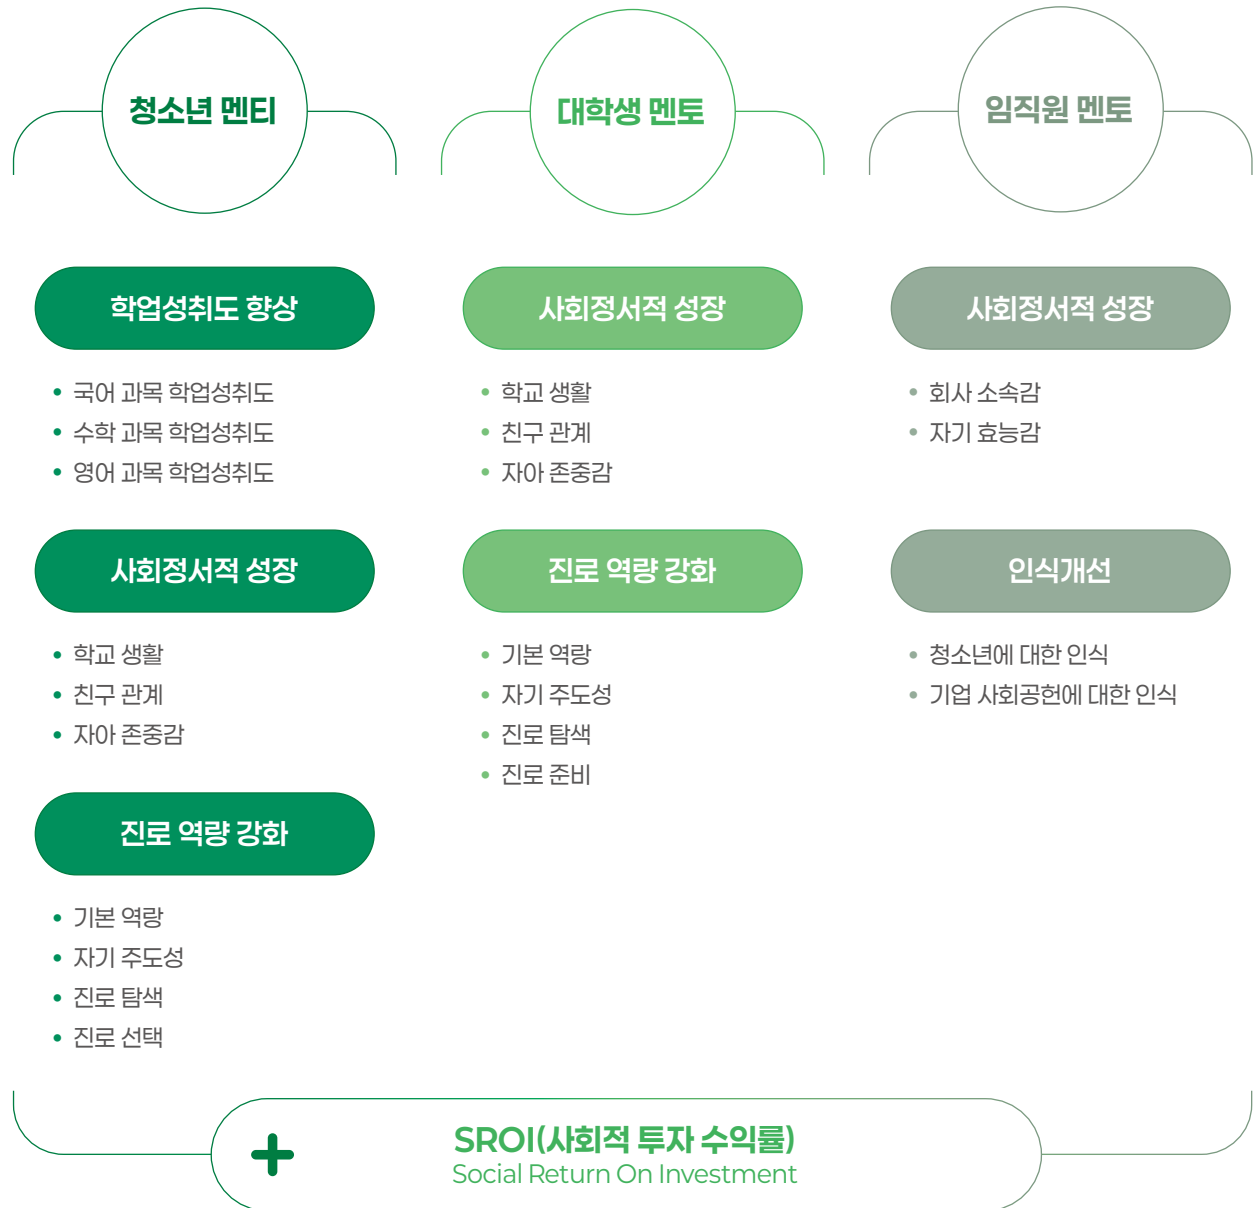 청소년 멘티
학업성취도 향상
• 국어 과목 학업성취도
• 수학 과목 학업성취도
• 영어 과목 학업성취도
사회정서적 성장
• 학교 생활
• 친구 관계
• 자아 존중감
진로 역량 강화
• 기본 역량
• 자기 주도성
• 진로 탐색
• 진로 선택
대학생 멘토
사회정서적 성장
• 학교 생활
• 친구 관계
• 자아 존중감
진로 역량 강화
• 기본 역량
• 자기 주도성
• 진로 탐색
• 진로 준비
임직원 멘토
사회정서적 성장
• 회사 소속감
• 자기 효능감
인식개선
• 청소년에 대한 인식
• 기업 사회공헌에 대한 인식
+
SROI(사회적 투자 수익률)
Social Return On Investment